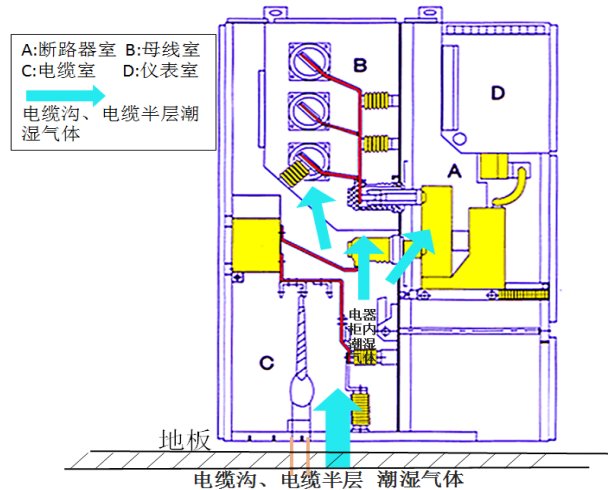 A:断路器室 B:母线室
C:电缆室 D:仪表室
电缆沟、电缆半层潮
湿气体
B
D
A
电器
柜内
潮湿
气体
C
地板
电缆沟、电缆半层 潮湿气体